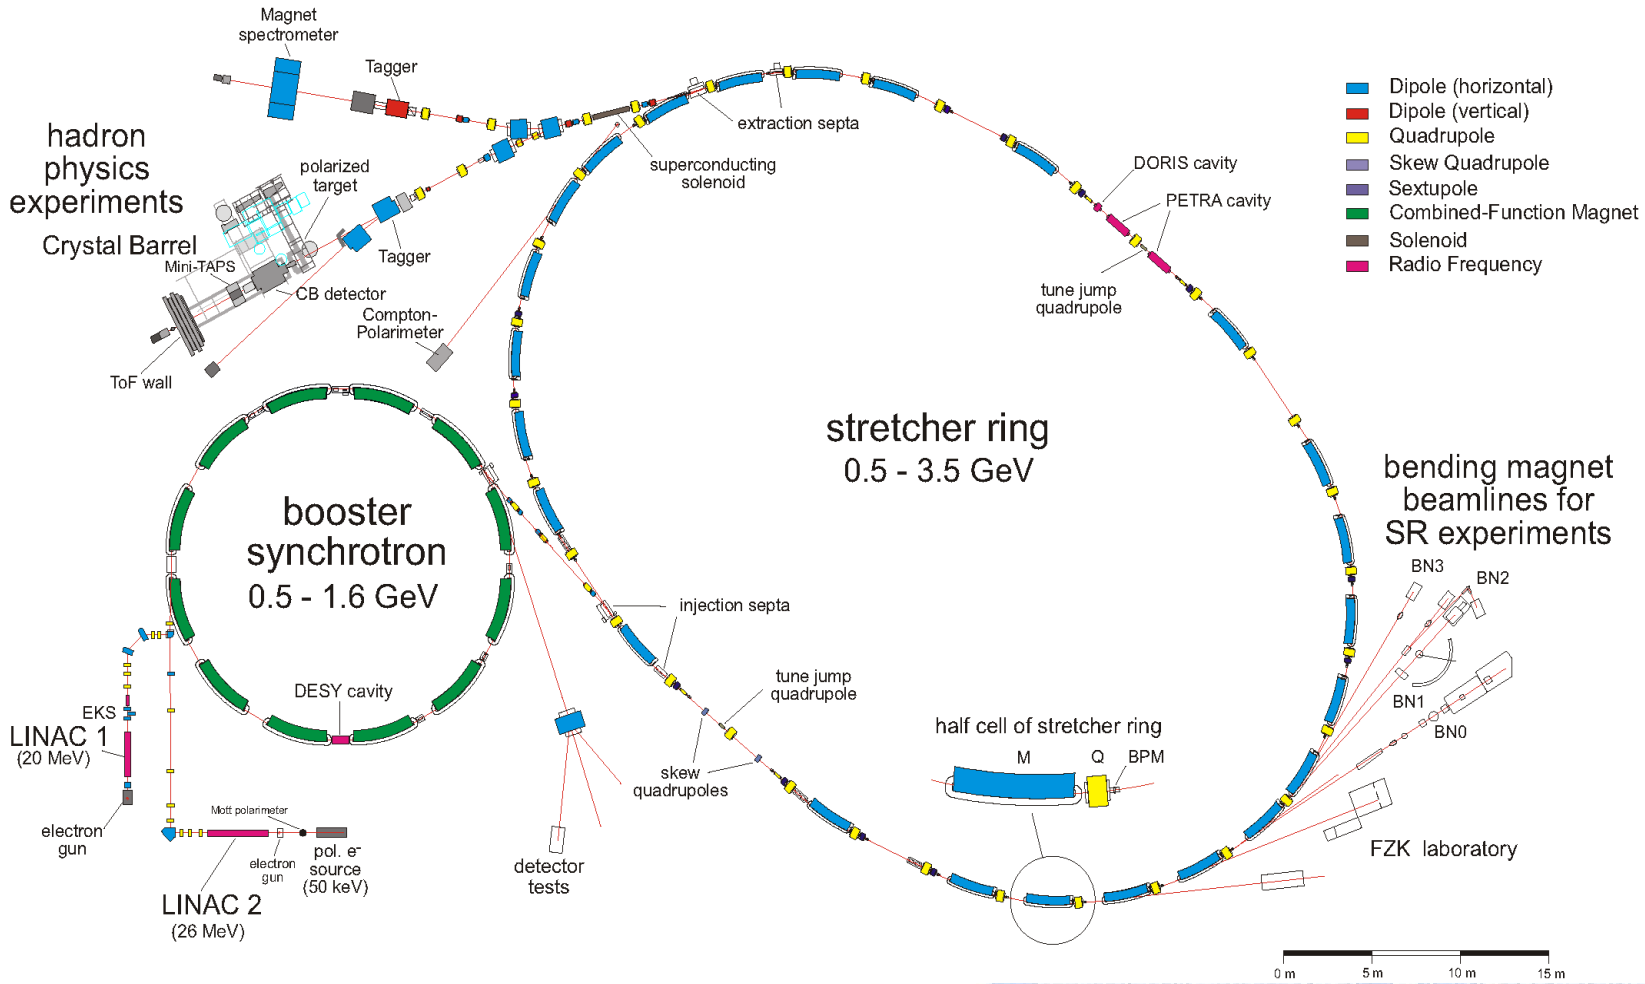 Magnet
spectrometer
Tagger
hadron
physics
experiments
polarized
target
Crystal Barrel
Mini-TAPS
CB detector
Tagger
ToF wall
Compton-
Polarimeter
extraction septa
superconducting
solenoid
DORIS cavity
PETRA cavity
tune jump
quadrupole
Dipole (horizontal)
Dipole (vertical)
Quadrupole
Skew Quadrupole
Sextupole
Combined-Function Magnet
Solenoid
Radio Frequency
stretcher ring
0.5 - 3.5 GeV
booster
synchrotron
0.5 - 1.6 GeV
DESY cavity
injection septa
tune jump
quadrupole
skew
quadrupoles
detector
tests
half cell of stretcher ring
M
Q
BPM
bending magnet
beamlines for
SR experiments
BN3
BN2
BN1
BN0
FZK laboratory
EKS
LINAC 1
(20 MeV)
electron
gun
Mott polarimeter
electron
gun
pol. e-
source
(50 keV)
LINAC 2
(26 MeV)
0 m
5 m
10 m
15 m